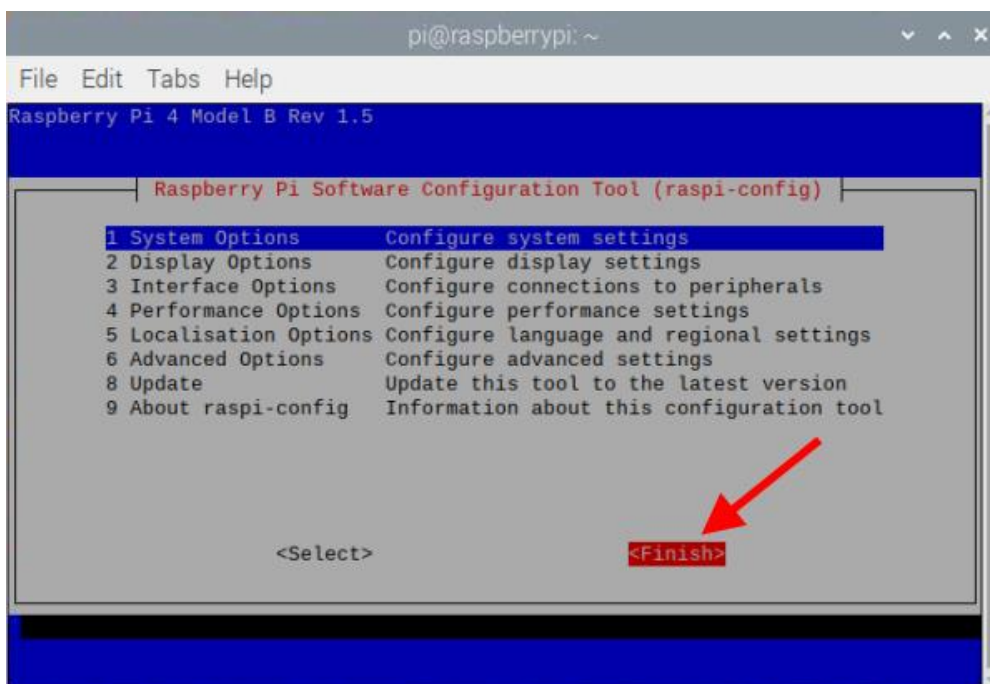 pi@raspberrypi: ~
File Edit Tabs Help
Raspberry Pi 4 Model B Rev 1.5
Raspberry Pi Software Configuration Tool (raspi-config)
1 System Options Configure system settings
2 Display Options Configure display settings
3 Interface Options Configure connections to peripherals
4 Performance Options Configure performance settings
5 Localisation Options Configure language and regional settings
6 Advanced Options Configure advanced settings
8 Update Update this tool to the latest version
9 About raspi-config Information about this configuration tool
<Select> <Finish>